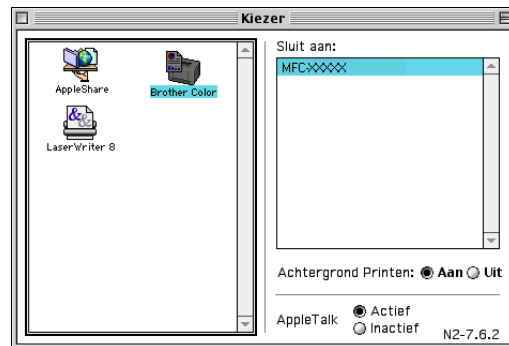 Kiezer
AppleShare
Brother Color
LaserWriter 8
Sluit aan:
MFC-XXXXX
Achtergrond Printen: Aan Uit
AppleTalk
Actief
Inactief
N2-7.6.2